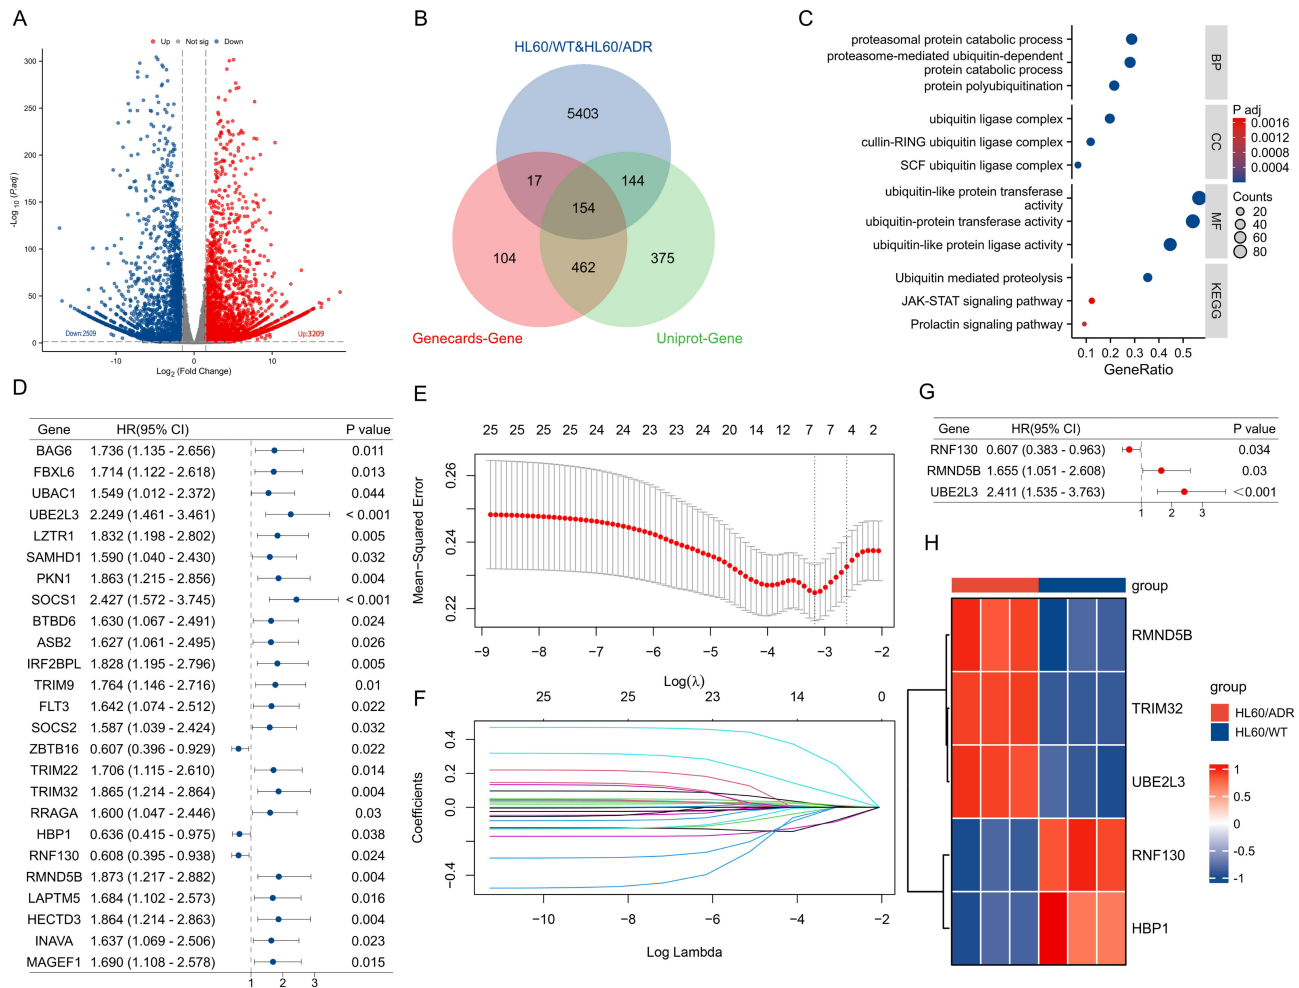 A
Up Not sig Down
300
250
200
150
100
50
0
-Log 10 (P.adj)
Down:2509
Up:3209
-10 0 10
Log2 (Fold Change)
B
HL60/WT&HL60/ADR
5403
17
144
154
104
462
375
Genecards-Gene
Uniprot-Gene
C
proteasomal protein catabolic process
proteasome-mediated ubiquitin-dependent
protein catabolic process
protein polyubiquitination
BP
ubiquitin ligase complex
cullin-RING ubiquitin ligase complex
SCF ubiquitin ligase complex
CC
ubiquitin-like protein transferase
activity
ubiquitin-protein transferase activity
ubiquitin-like protein ligase activity
MF
Ubiquitin mediated proteolysis
JAK-STAT signaling pathway
Prolactin signaling pathway
KEGG
0.1 0.2 0.3 0.4 0.5
GeneRatio
P adj
0.0016
0.0012
0.0008
0.0004
Counts
20
40
60
80
D
Gene HR(95% CI) P value
BAG6 1.736 (1.135 - 2.656) 0.011
FBXL6 1.714 (1.122 - 2.618) 0.013
UBAC1 1.549 (1.012 - 2.372) 0.044
UBE2L3 2.249 (1.461 - 3.461) < 0.001
LZTR1 1.832 (1.198 - 2.802) 0.005
SAMHD1 1.590 (1.040 - 2.430) 0.032
PKN1 1.863 (1.215 - 2.856) 0.004
SOCS1 2.427 (1.572 - 3.745) < 0.001
BTBD6 1.630 (1.067 - 2.491) 0.024
ASB2 1.627 (1.061 - 2.495) 0.026
IRF2BPL 1.828 (1.195 - 2.796) 0.005
TRIM9 1.764 (1.146 - 2.716) 0.01
FLT3 1.642 (1.074 - 2.512) 0.022
SOCS2 1.587 (1.039 - 2.424) 0.032
ZBTB16 0.607 (0.396 - 0.929) 0.022
TRIM22 1.706 (1.115 - 2.610) 0.014
TRIM32 1.865 (1.214 - 2.864) 0.004
RRAGA 1.600 (1.047 - 2.446) 0.03
HBP1 0.636 (0.415 - 0.975) 0.038
RNF130 0.608 (0.395 - 0.938) 0.024
RMND5B 1.873 (1.217 - 2.882) 0.004
LAPTM5 1.684 (1.102 - 2.573) 0.016
HECTD3 1.864 (1.214 - 2.863) 0.004
INAVA 1.637 (1.069 - 2.506) 0.023
MAGEF1 1.690 (1.108 - 2.578) 0.015
1 2 3
E
25 25 25 25 24 24 23 23 24 20 14 12 7 7 4 2
0.26
0.24
0.22
Mean−Squared Error
−9 −8 −7 −6 −5 −4 −3 −2
Log(λ)
F
25 25 23 14 0
0.4
0.2
0.0
−0.4
Coefficients
−10 −8 −6 −4 −2
Log Lambda
G
Gene HR(95% CI) P value
RNF130 0.607 (0.383 - 0.963) 0.034
RMND5B 1.655 (1.051 - 2.608) 0.03
UBE2L3 2.411 (1.535 - 3.763) <0.001
1 2 3
H
group
RMND5B
TRIM32
UBE2L3
RNF130
HBP1
group
HL60/ADR
HL60/WT
1
0.5
0
-0.5
-1